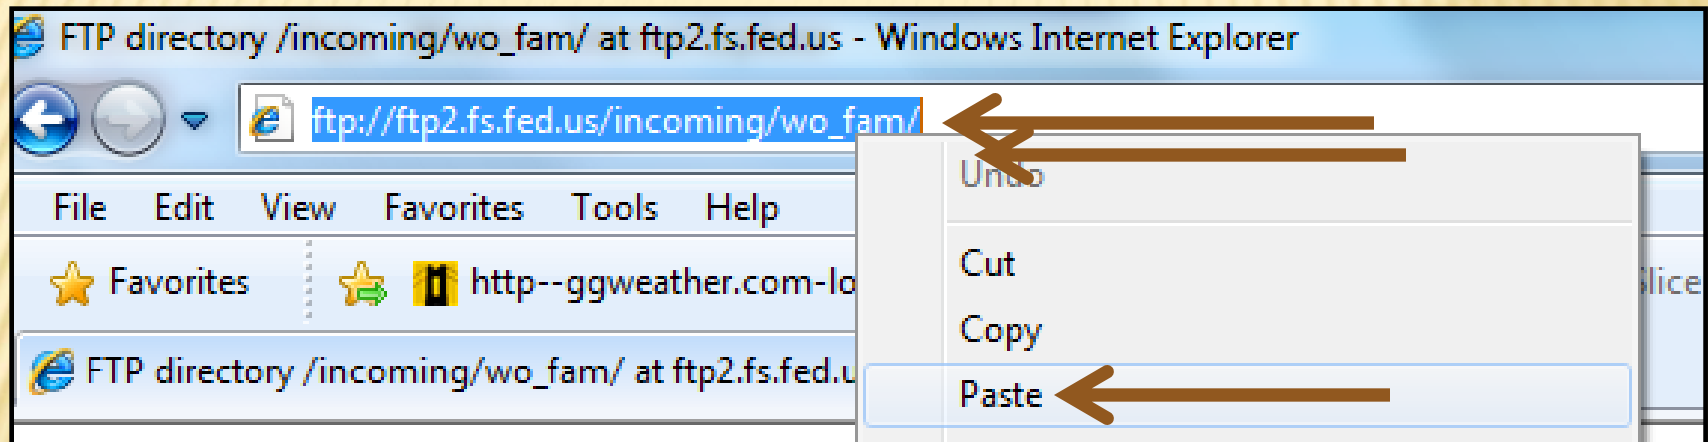 FTP directory /incoming/wo_fam/ at ftp2.fs.fed.us - Windows Internet Explorer
ftp://ftp2.fs.fed.us/incoming/wo_fam/
Undo
File Edit View Favorites Tools Help
Cut
Favorites http--ggweather.com-lo
Copy
FTP directory /incoming/wo_fam/ at ftp2.fs.fed.u
Paste